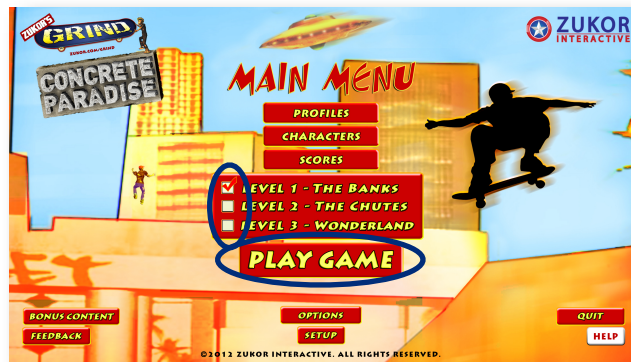 ZUKOR'S
GRIND
ZUKOR.COM/GRIND
CONCRETE
PARADISE
ZUKOR
INTERACTIVE
MAIN MENU
PROFILES
CHARACTERS
SCORES
LEVEL 1 - THE BANKS
LEVEL 2 - THE CHUTES
LEVEL 3 - WONDERLAND
PLAY GAME
BONUS CONTENT
OPTIONS
QUIT
FEEDBACK
SETUP
HELP
©2012 ZUKOR INTERACTIVE. ALL RIGHTS RESERVED.